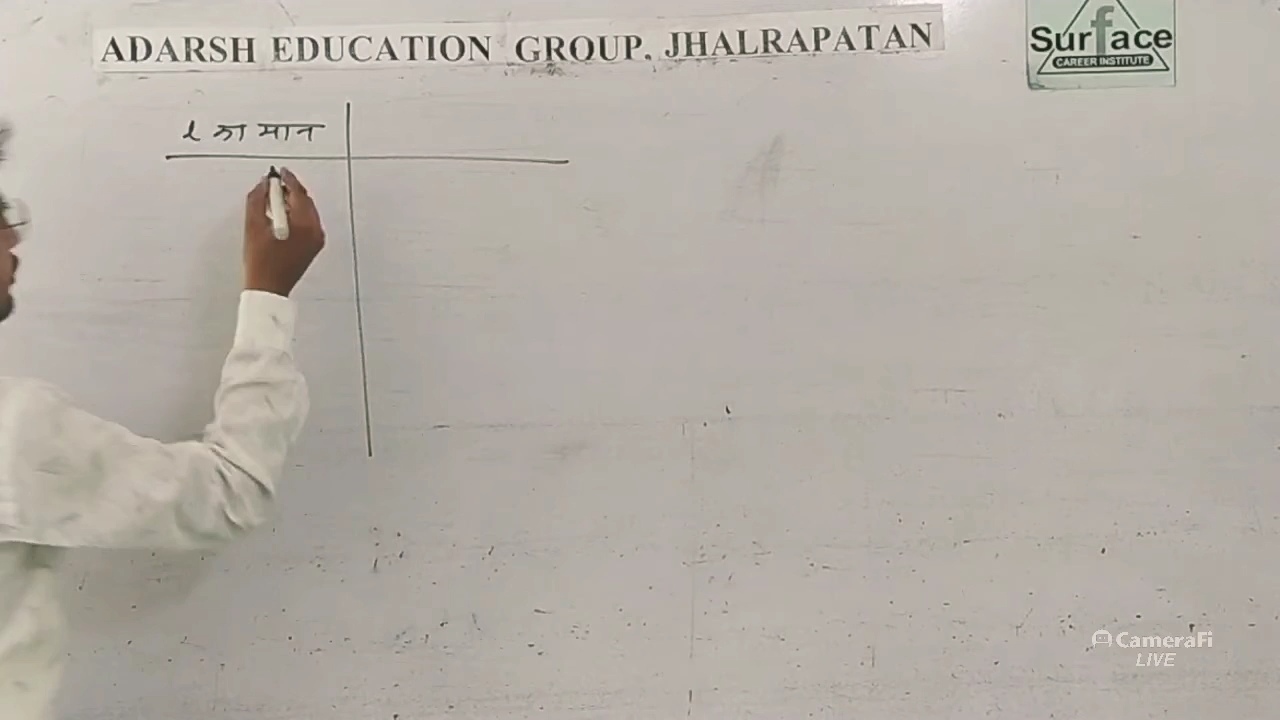 ADARSH EDUCATION GROUP, JHALRAPATAN
Surface
CAREER INSTITUTE
l का मान
CameraFi
LIVE